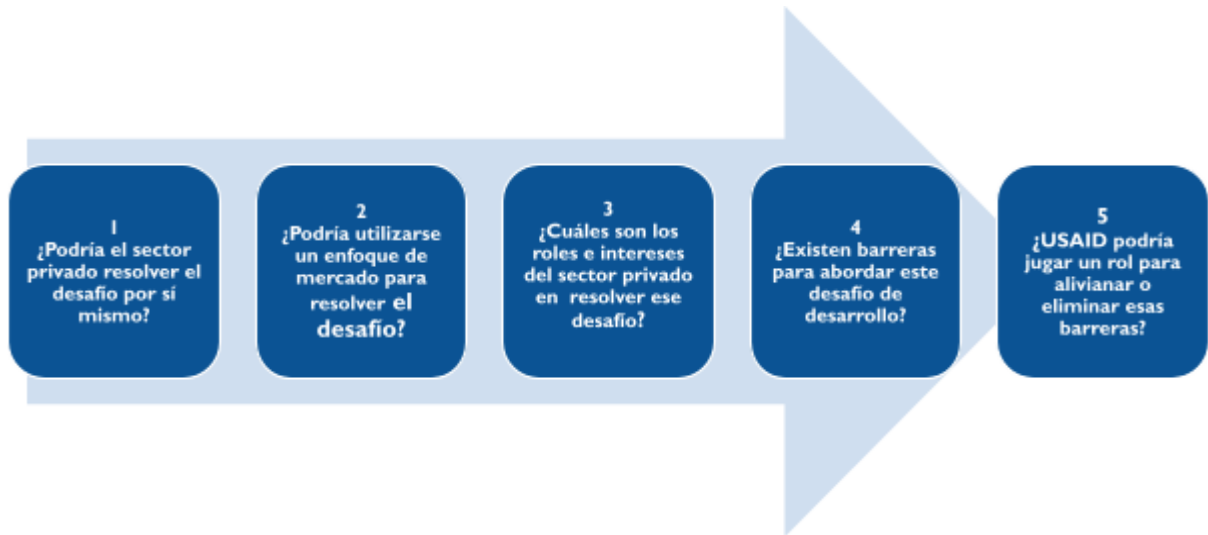 1
¿Podría el sector
privado resolver el
desafío por sí
mismo?
2
¿Podría utilizarse
un enfoque de
mercado para
resolver el
desafío?
3
¿Cuáles son los
roles e intereses
del sector privado
en resolver ese
desafío?
4
¿Existen barreras
para abordar este
desafío de
desarrollo?
5
¿USAID podría
jugar un rol para
alivianar o
eliminar esas
barreras?